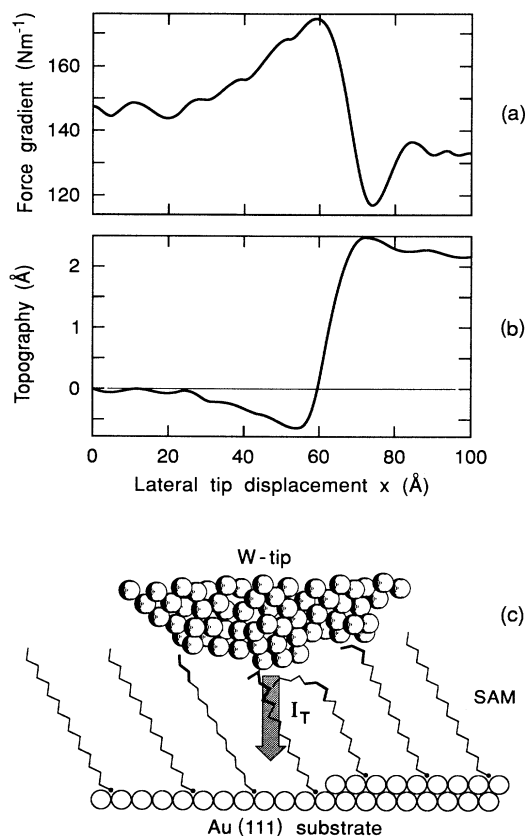 Force gradient (Nm⁻¹)
160
140
120
(a)
Topography (Å)
2
1
0
(b)
0 20 40 60 80 100
Lateral tip displacement x (Å)
W-tip
(c)
I_T
SAM
Au (111) substrate